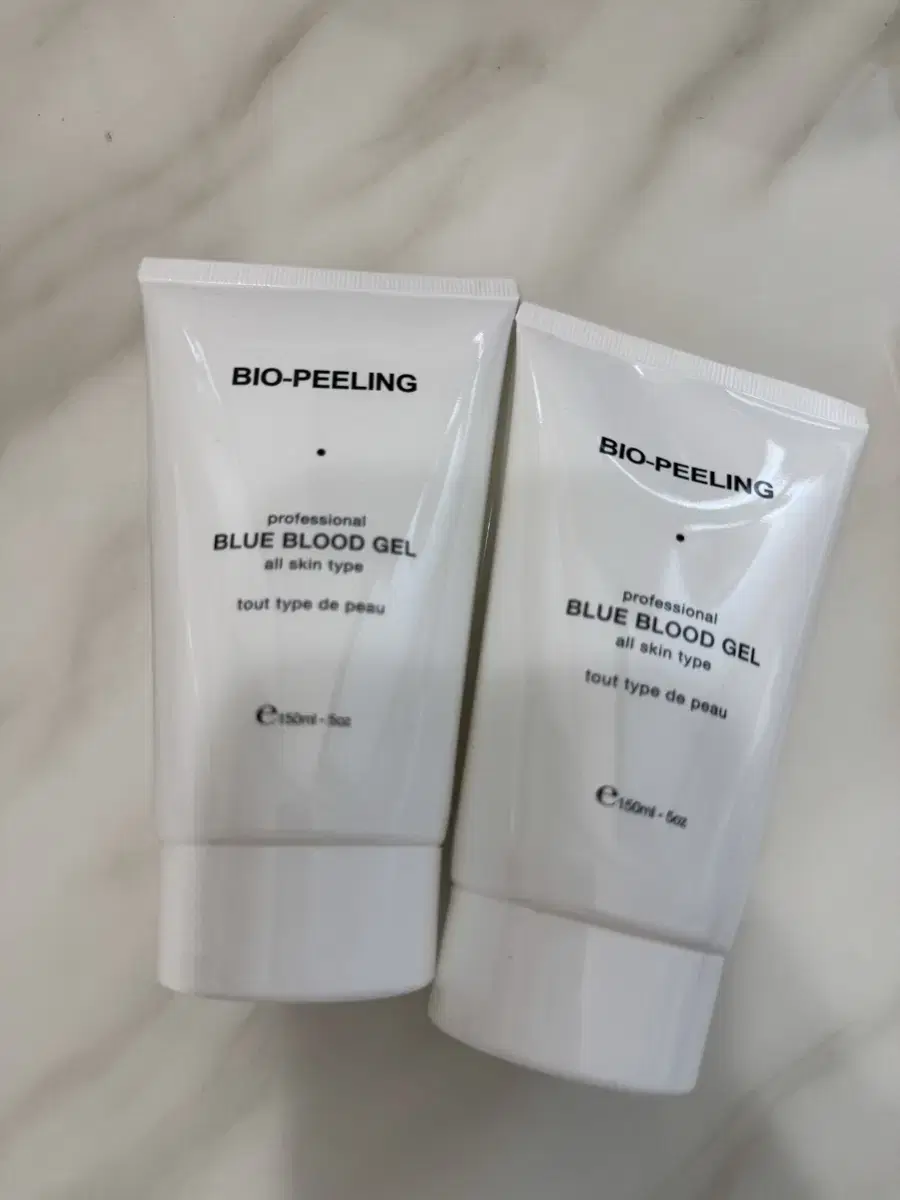 BIO-PEELING
professional
BLUE BLOOD GEL
all skin type
tout type de peau
e 150ml - 5oz
BIO-PEELING
professional
BLUE BLOOD GEL
all skin type
tout type de peau
e 150ml - 5oz